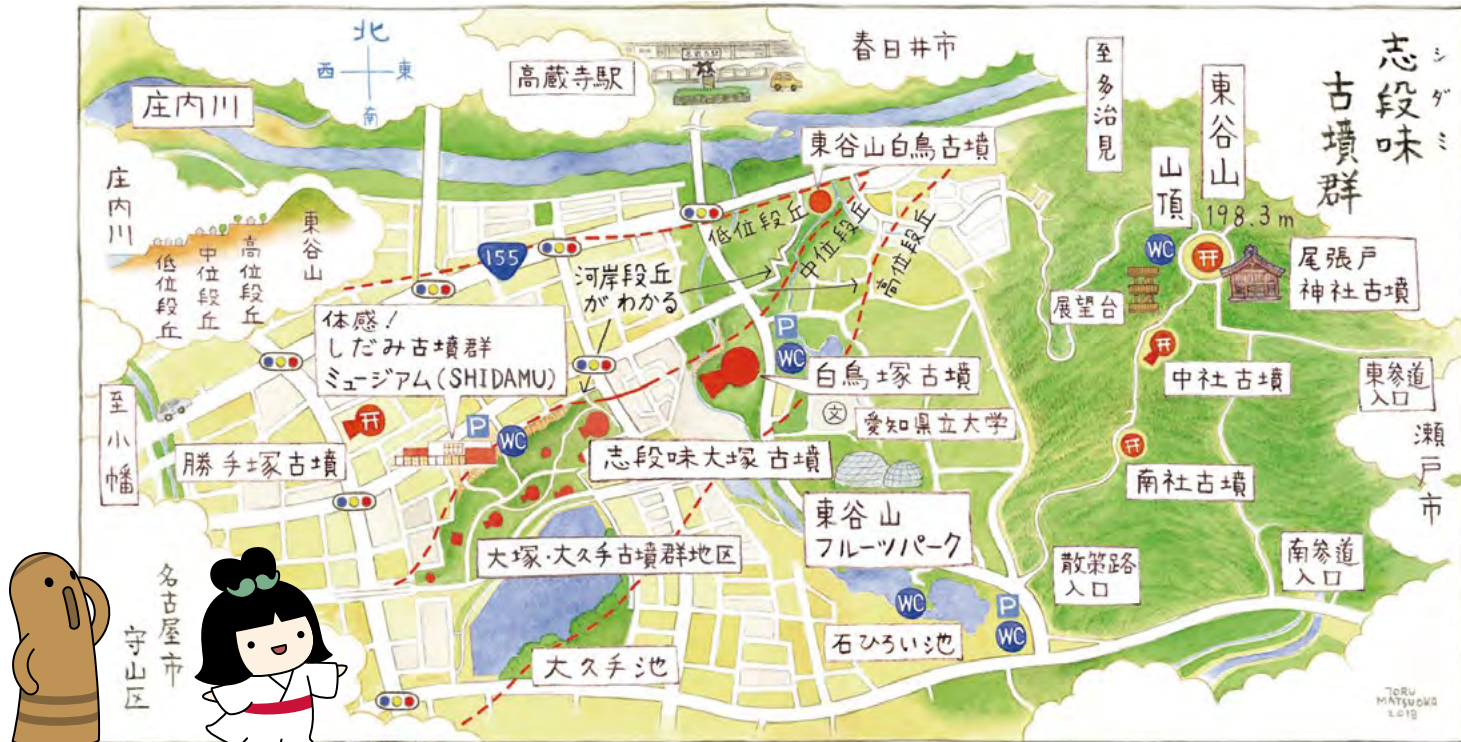 志段味
シダミ
古墳群
北
西 東
南
高蔵寺駅
春日井市
庄内川
至多治見
東谷山
山頂
198.3m
東谷山白鳥古墳
庄内川
低位段丘
中位段丘
高位段丘
東谷山
155
低位段丘
中位段丘
高位段丘
河岸段丘
がわかる
WC
展望台
尾張戸
神社古墳
体感!
しだみ古墳群
ミュージアム(SHIDAMU)
P
WC
白鳥塚古墳
中社古墳
東参道
入口
至小幡
勝手塚古墳
P
WC
志段味大塚古墳
文
愛知県立大学
瀬戸市
南社古墳
東谷山
フルーツパーク
大塚・大久手古墳群地区
散策路
入口
南参道
入口
名古屋市
守山区
WC
P
WC
石ひろい池
大久手池
TORU
MATSUOKA
2018